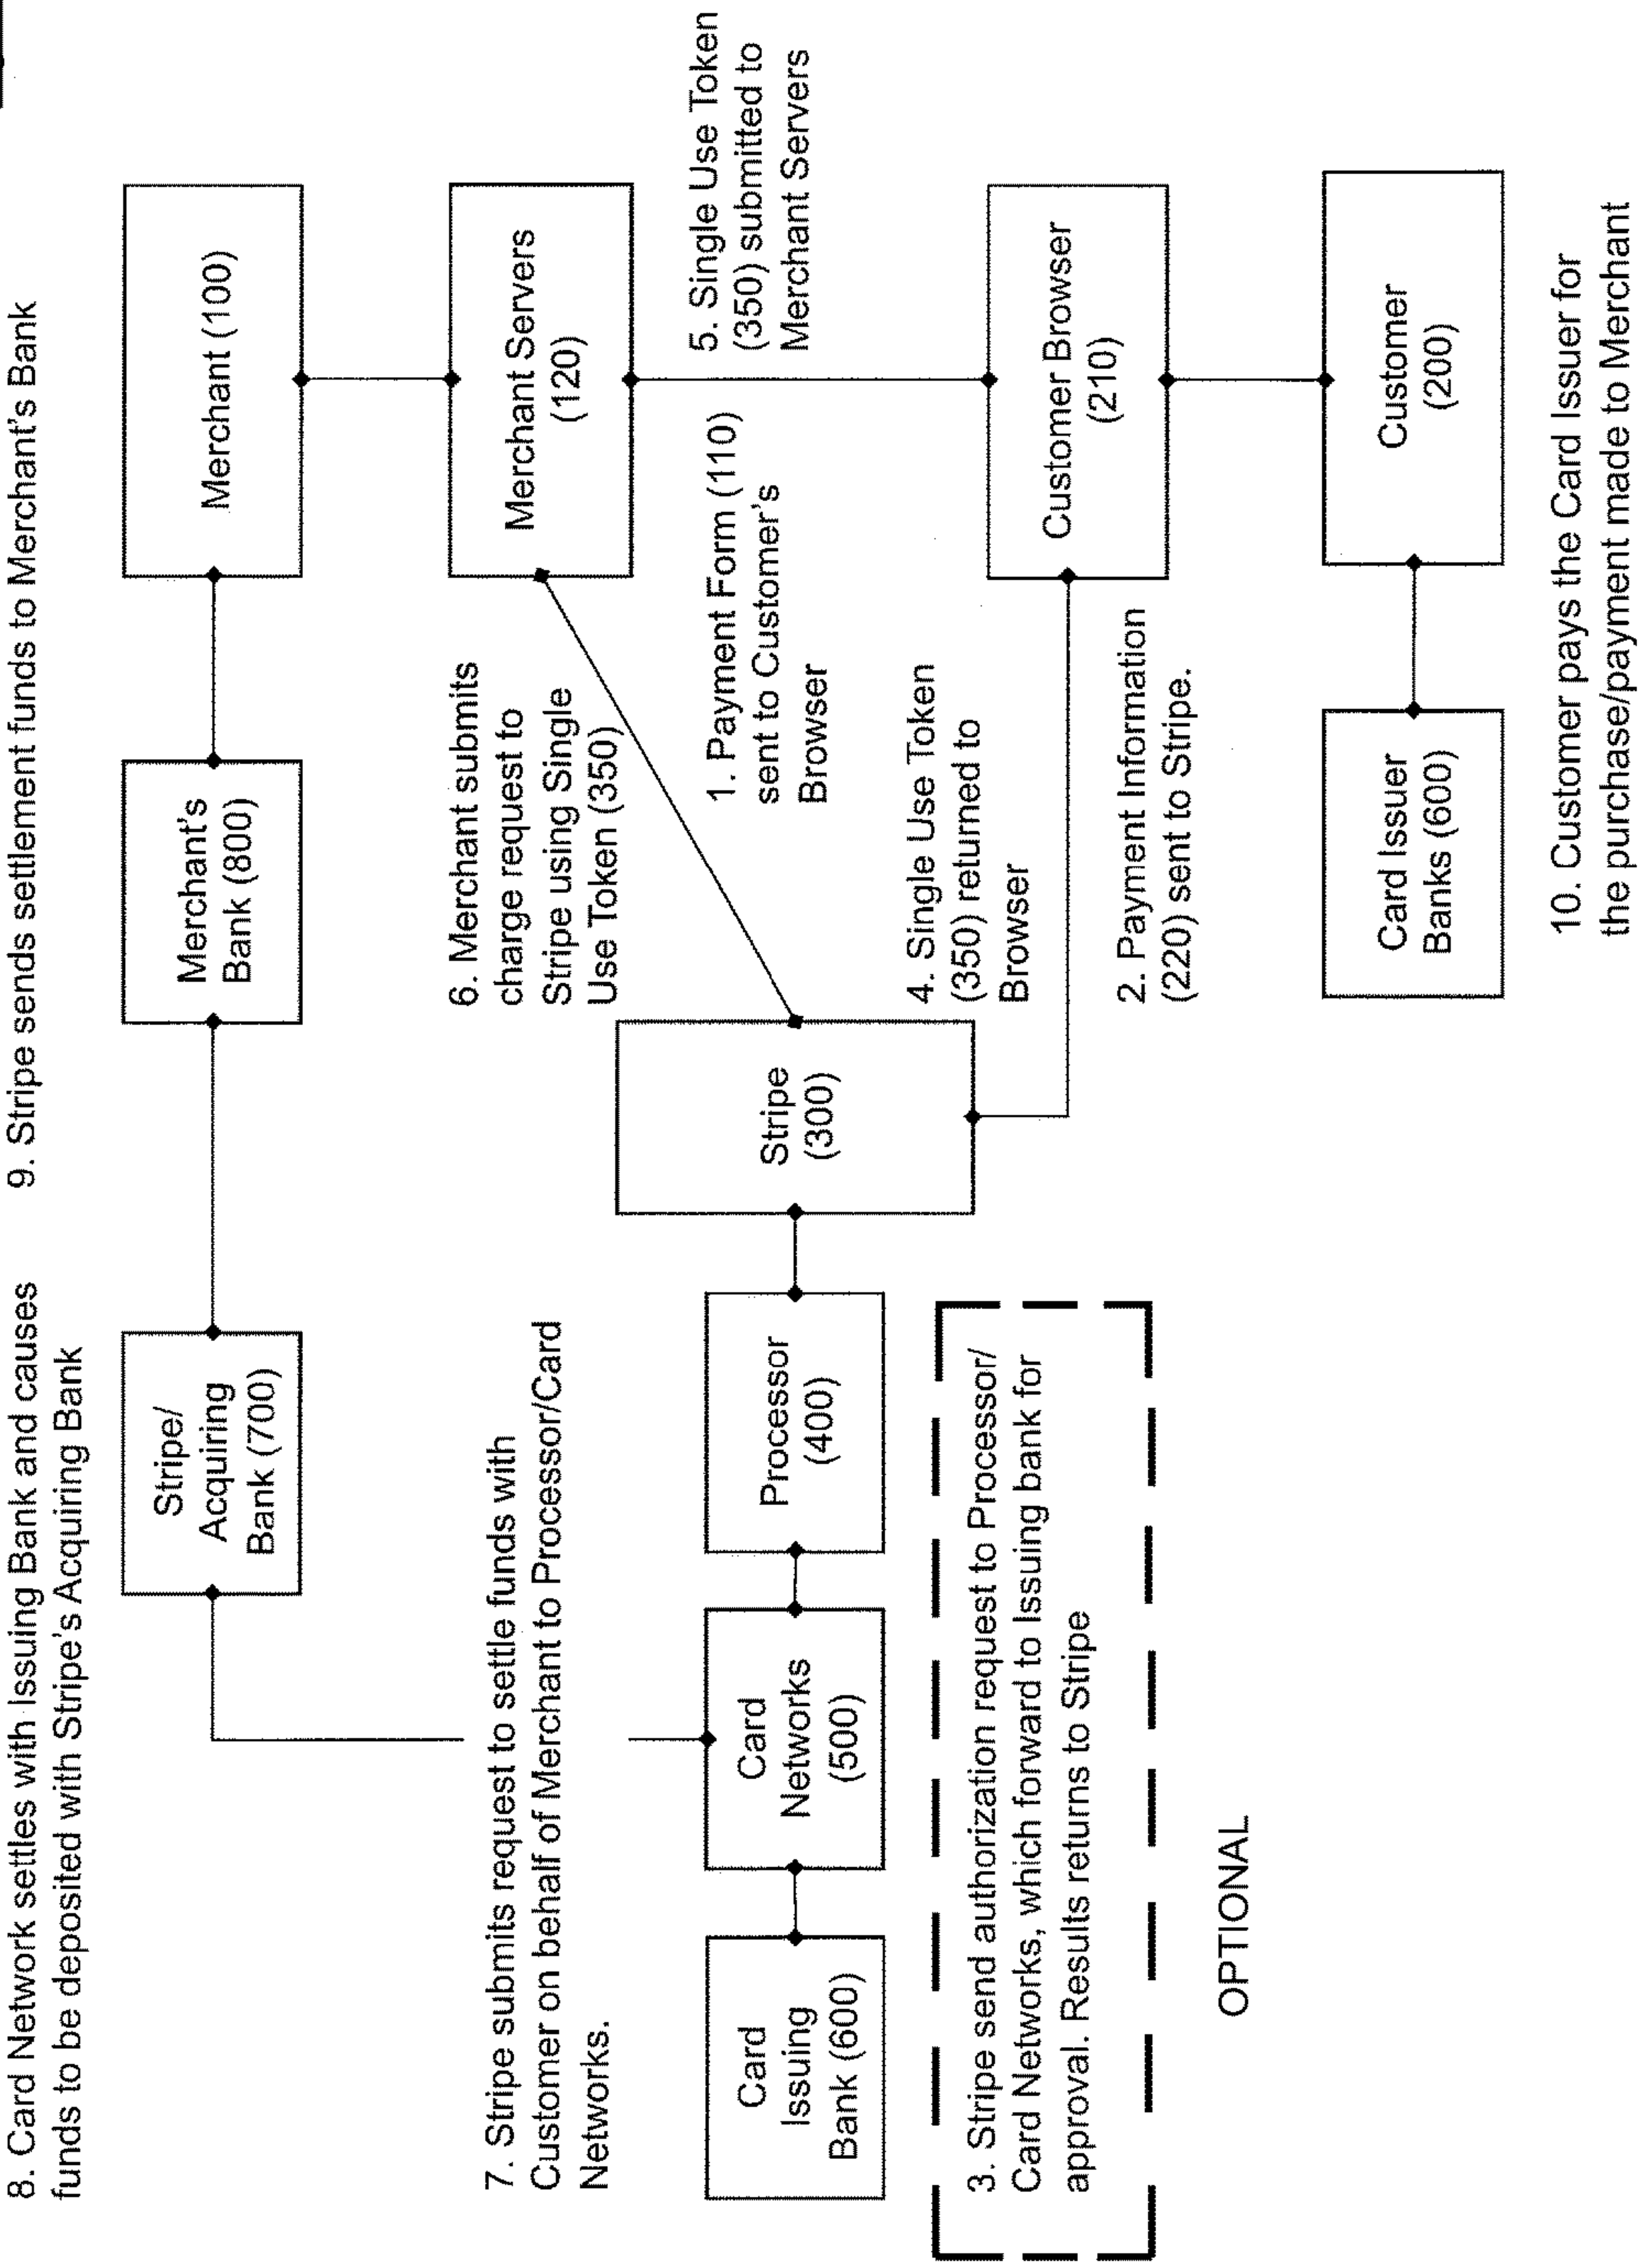 8. Card Network settles with Issuing Bank and causes
funds to be deposited with Stripe's Acquiring Bank
9. Stripe sends settlement funds to Merchant's Bank
Stripe/
Acquiring
Bank (700)
Merchant's
Bank (800)
Merchant (100)
7. Stripe submits request to settle funds with
Customer on behalf of Merchant to Processor/Card
Networks.
6. Merchant submits
charge request to
Stripe using Single
Use Token (350)
Merchant Servers
(120)
Card
Issuing
Bank (600)
Card
Networks
(500)
Processor
(400)
Stripe
(300)
1. Payment Form (110)
sent to Customer's
Browser
5. Single Use Token
(350) submitted to
Merchant Servers
3. Stripe send authorization request to Processor/
Card Networks, which forward to Issuing bank for
approval. Results returns to Stripe
OPTIONAL
4. Single Use Token
(350) returned to
Browser
2. Payment Information
(220) sent to Stripe.
Customer Browser
(210)
Card Issuer
Banks (600)
Customer
(200)
10. Customer pays the Card Issuer for
the purchase/payment made to Merchant